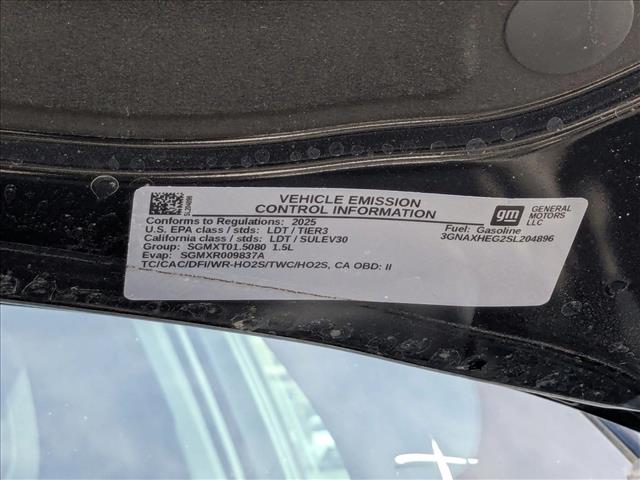 SL204896
VEHICLE EMISSION
CONTROL INFORMATION
gm
GENERAL
MOTORS
LLC
Conforms to Regulations: 2025
U.S. EPA class / stds: LDT / TIER3
California class / stds: LDT / SULEV30
Group: SGMXT01.5080 1.5L
Evap: SGMXR009837A
TC/CAC/DFI/WR-HO2S/TWC/HO2S, CA OBD: II
Fuel: Gasoline
3GNAXHEG2SL204896